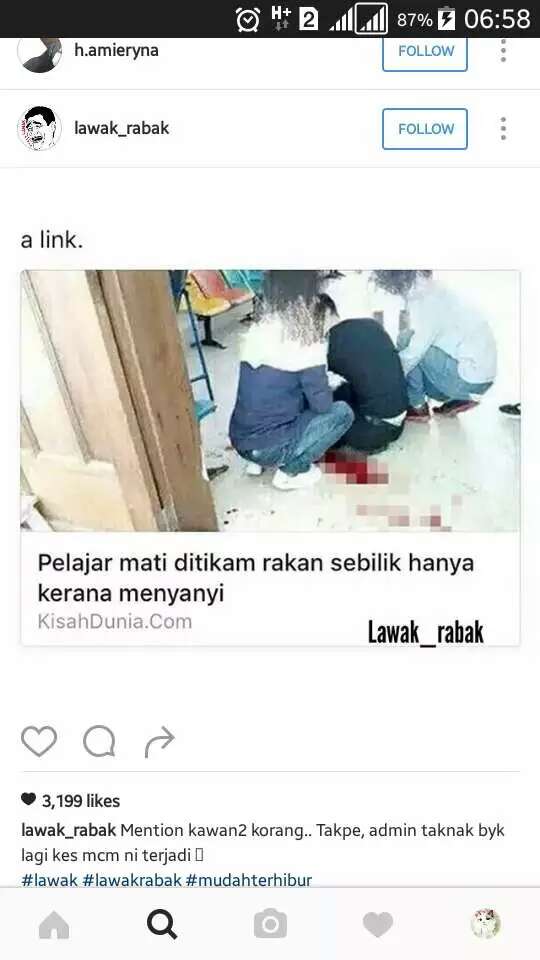 H+ 2 87% 06:58
h.amieryna FOLLOW
lawak_rabak FOLLOW
a link.
Pelajar mati ditikam rakan sebilik hanya
kerana menyanyi
KisahDunia.Com
Lawak_rabak
3,199 likes
lawak_rabak Mention kawan2 korang.. Takpe, admin taknak byk
lagi kes mcm ni terjadi
#lawak #lawakrabak #mudahterhibur